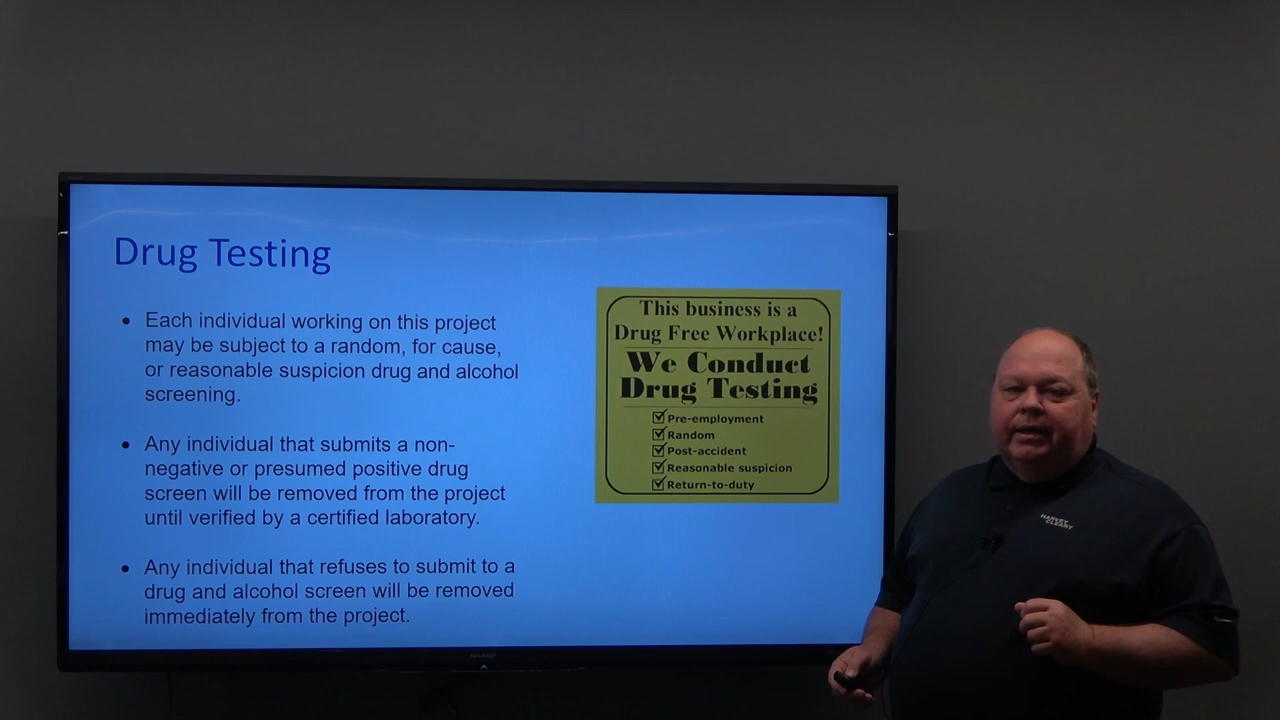 Drug Testing
Each individual working on this project
may be subject to a random, for cause,
or reasonable suspicion drug and alcohol
screening.
Any individual that submits a non-
negative or presumed positive drug
screen will be removed from the project
until verified by a certified laboratory.
Any individual that refuses to submit to a
drug and alcohol screen will be removed
immediately from the project.
This business is a
Drug Free Workplace!
We Conduct
Drug Testing
Pre-employment
Random
Post-accident
Reasonable suspicion
Return-to-duty
HARVEY
CLEARY
SHARP